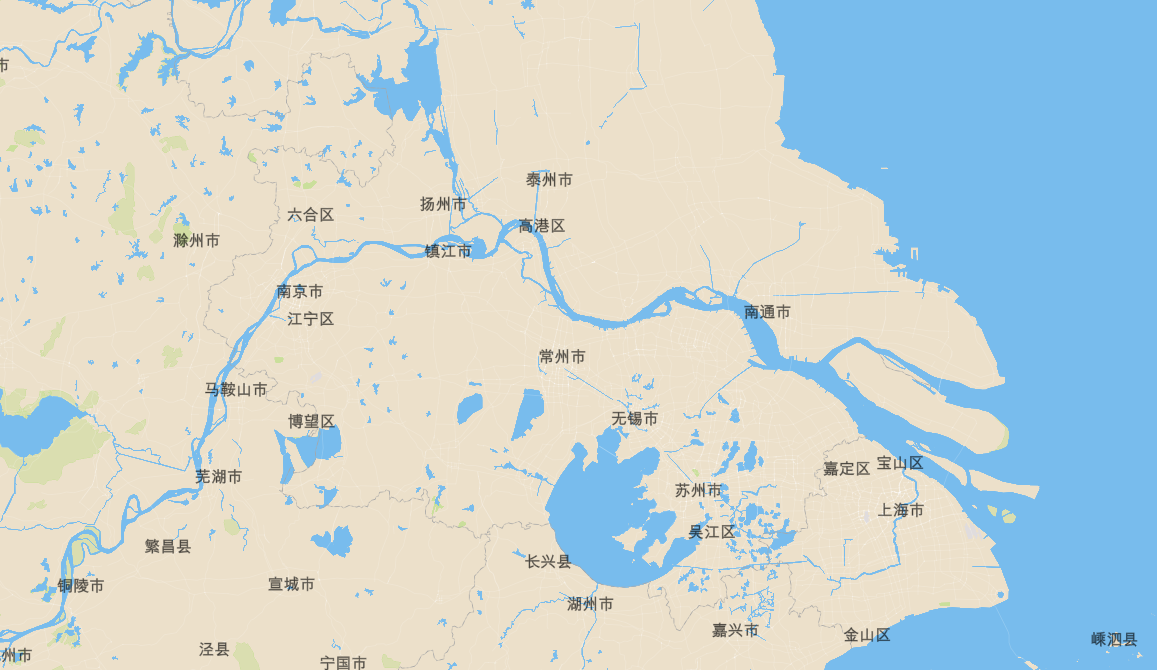 市
泰州市
扬州市
六合区
高港区
滁州市
镇江市
南京市
南通市
江宁区
常州市
马鞍山市
无锡市
博望区
宝山区
嘉定区
芜湖市
苏州市
上海市
吴江区
繁昌县
长兴县
宣城市
铜陵市
湖州市
嘉兴市
金山区
嵊泗县
泾县
州市
宁国市